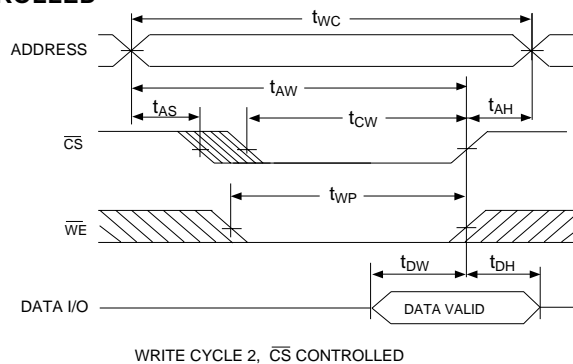 ROLLED
tWC
ADDRESS
tAW
tAS
tCW
tAH
CS
tWP
WE
tDW
tDH
DATA I/O
DATA VALID
WRITE CYCLE 2, CS CONTROLLED